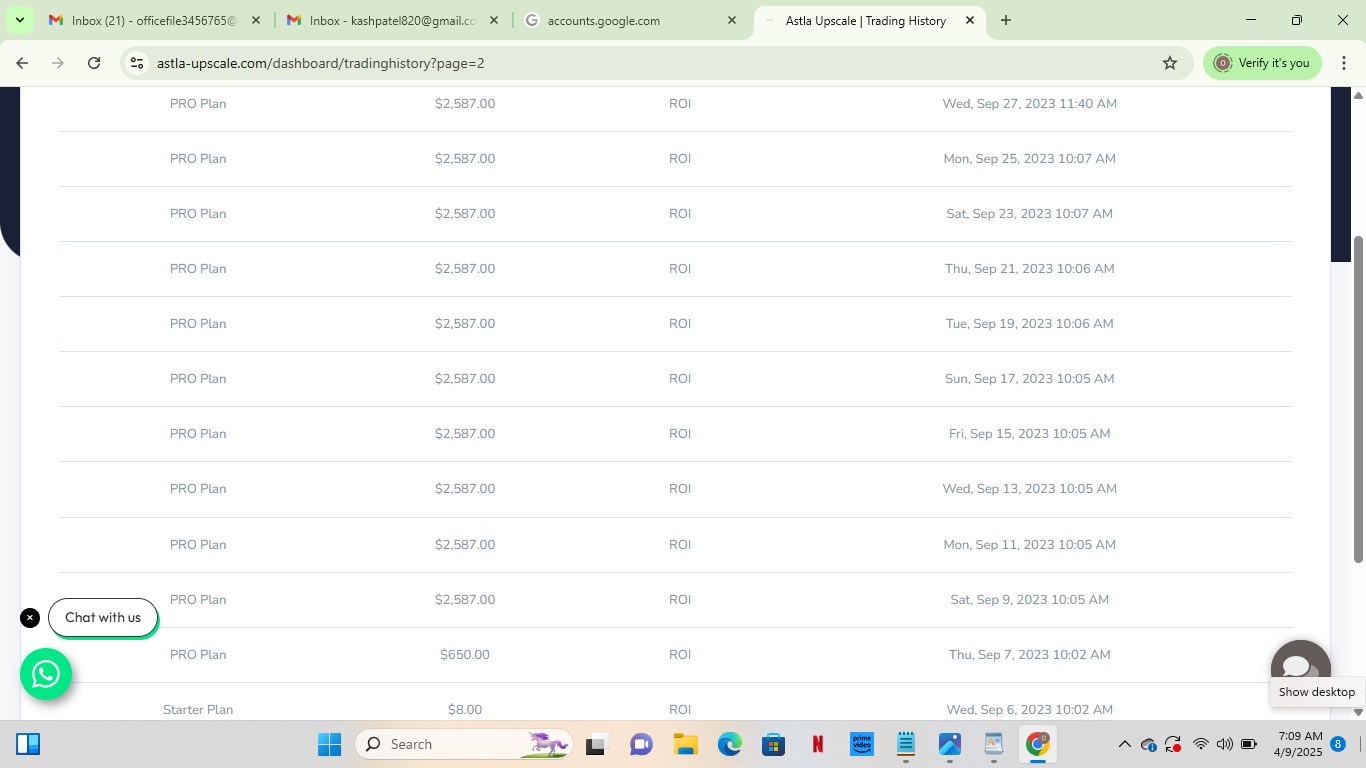 Inbox (21) - officefile3456765@
Inbox - kashpatel820@gmail.co
accounts.google.com
Astla Upscale | Trading History
astla-upscale.com/dashboard/tradinghistory?page=2
Verify it's you
PRO Plan $2,587.00 ROI Wed, Sep 27, 2023 11:40 AM
PRO Plan $2,587.00 ROI Mon, Sep 25, 2023 10:07 AM
PRO Plan $2,587.00 ROI Sat, Sep 23, 2023 10:07 AM
PRO Plan $2,587.00 ROI Thu, Sep 21, 2023 10:06 AM
PRO Plan $2,587.00 ROI Tue, Sep 19, 2023 10:06 AM
PRO Plan $2,587.00 ROI Sun, Sep 17, 2023 10:05 AM
PRO Plan $2,587.00 ROI Fri, Sep 15, 2023 10:05 AM
PRO Plan $2,587.00 ROI Wed, Sep 13, 2023 10:05 AM
PRO Plan $2,587.00 ROI Mon, Sep 11, 2023 10:05 AM
PRO Plan $2,587.00 ROI Sat, Sep 9, 2023 10:05 AM
Chat with us
PRO Plan $650.00 ROI Thu, Sep 7, 2023 10:02 AM
Show desktop
Starter Plan $8.00 ROI Wed, Sep 6, 2023 10:02 AM
Search
prime video
7:09 AM
4/9/2025
8